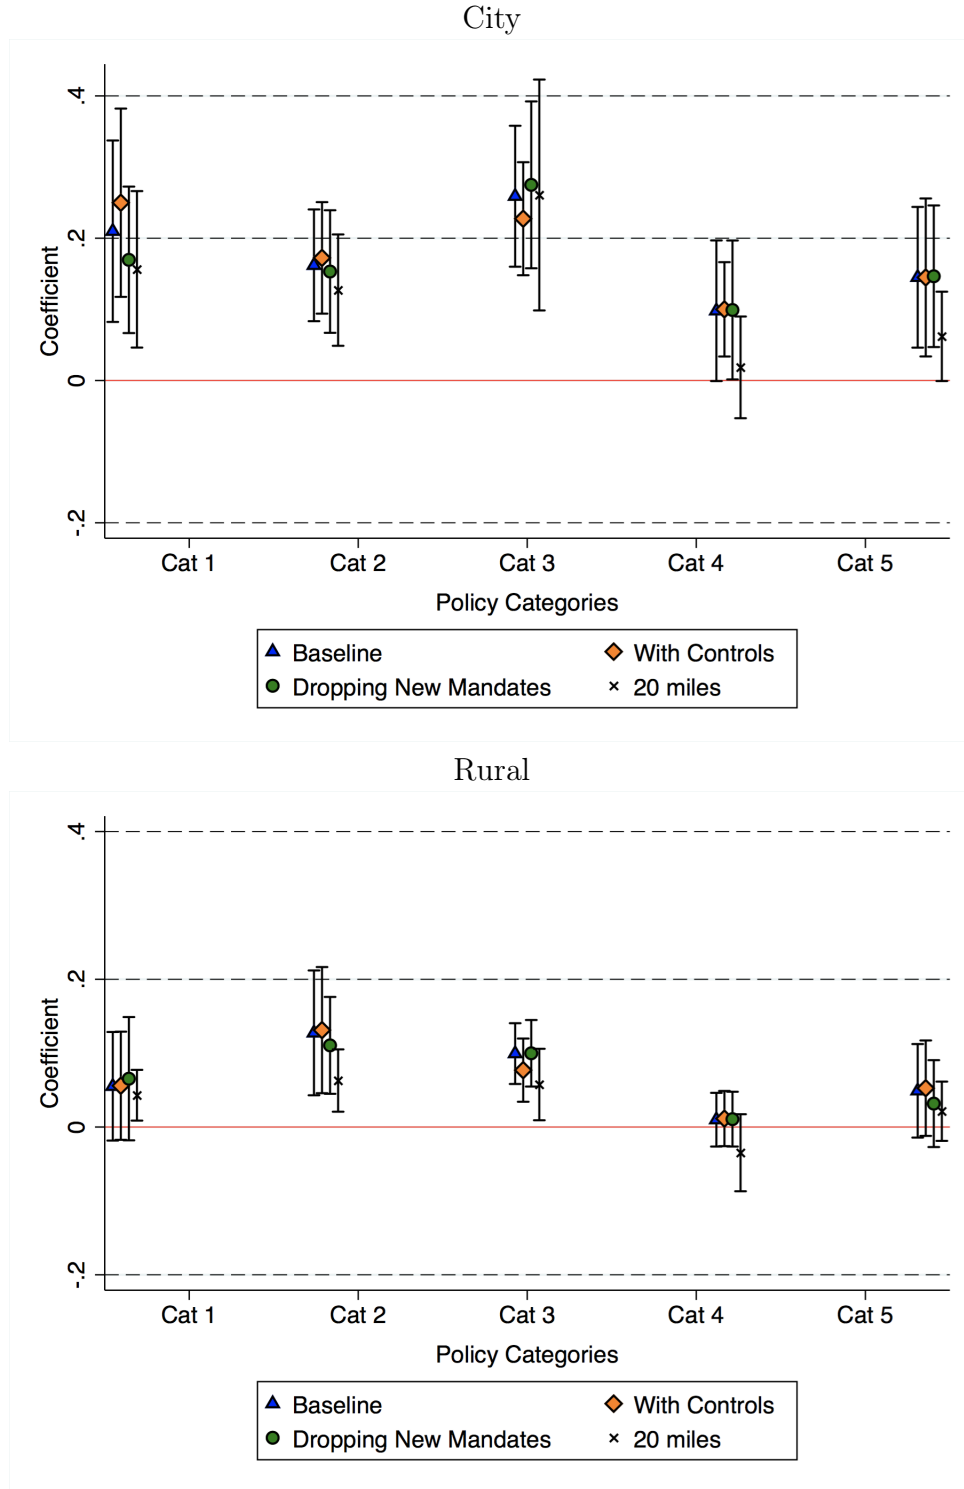 City
.4
.2
0
-.2
Coefficient
Cat 1 Cat 2 Cat 3 Cat 4 Cat 5
Policy Categories
Baseline With Controls
Dropping New Mandates 20 miles
Rural
.4
.2
0
-.2
Coefficient
Cat 1 Cat 2 Cat 3 Cat 4 Cat 5
Policy Categories
Baseline With Controls
Dropping New Mandates 20 miles